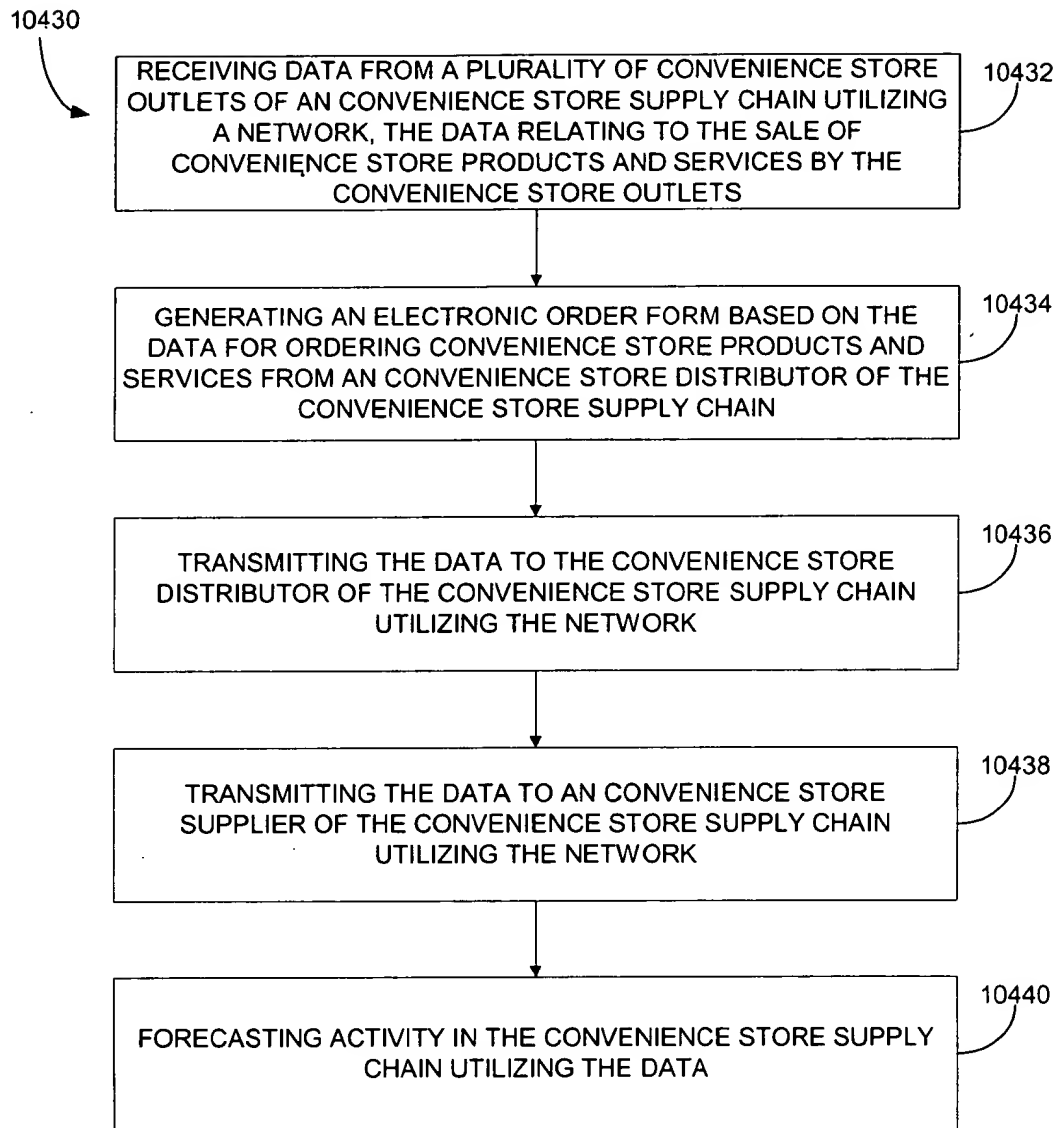 10430
RECEIVING DATA FROM A PLURALITY OF CONVENIENCE STORE
OUTLETS OF AN CONVENIENCE STORE SUPPLY CHAIN UTILIZING
A NETWORK, THE DATA RELATING TO THE SALE OF
CONVENIENCE STORE PRODUCTS AND SERVICES BY THE
CONVENIENCE STORE OUTLETS
10432
GENERATING AN ELECTRONIC ORDER FORM BASED ON THE
DATA FOR ORDERING CONVENIENCE STORE PRODUCTS AND
SERVICES FROM AN CONVENIENCE STORE DISTRIBUTOR OF THE
CONVENIENCE STORE SUPPLY CHAIN
10434
TRANSMITTING THE DATA TO THE CONVENIENCE STORE
DISTRIBUTOR OF THE CONVENIENCE STORE SUPPLY CHAIN
UTILIZING THE NETWORK
10436
TRANSMITTING THE DATA TO AN CONVENIENCE STORE
SUPPLIER OF THE CONVENIENCE STORE SUPPLY CHAIN
UTILIZING THE NETWORK
10438
FORECASTING ACTIVITY IN THE CONVENIENCE STORE SUPPLY
CHAIN UTILIZING THE DATA
10440